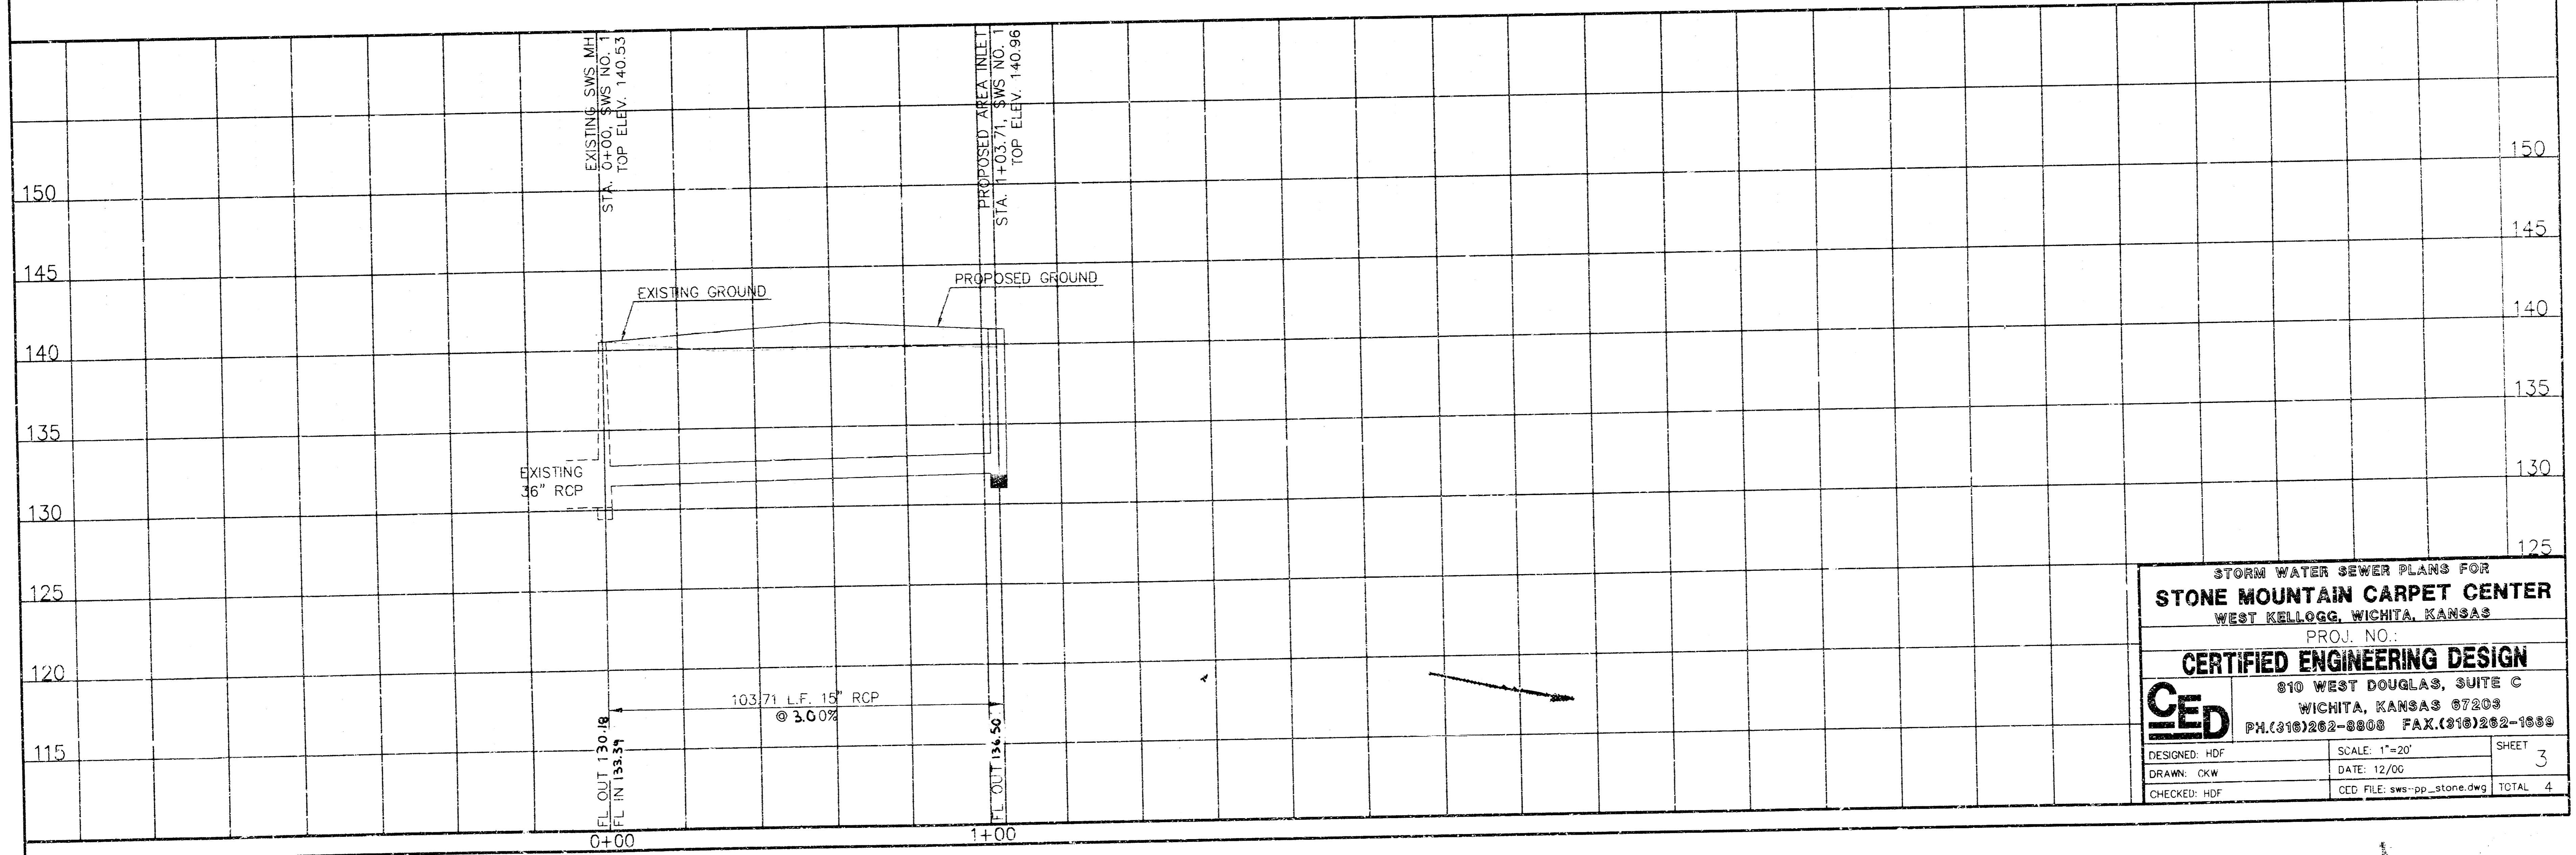 EXISTING SWS MH
STA. 0+00, SWS NO. 1
TOP ELEV. 140.53
PROPOSED AREA INLET
STA. 1+03.71, SWS NO. 1
TOP ELEV. 140.96
150
145
140
135
130
125
120
115
150
145
140
135
130
125
EXISTING GROUND
PROPOSED GROUND
EXISTING
36" RCP
103.71 L.F. 15" RCP
@ 3.00%
FL OUT 130.18
FL IN 133.39
FL OUT 136.50
0+00
1+00
STORM WATER SEWER PLANS FOR
STONE MOUNTAIN CARPET CENTER
WEST KELLOGG, WICHITA, KANSAS
PROJ. NO.:
CERTIFIED ENGINEERING DESIGN
CED
810 WEST DOUGLAS, SUITE C
WICHITA, KANSAS 67203
PH.(316)262-8808 FAX.(316)262-1669
DESIGNED: HDF
SCALE: 1"=20'
SHEET 3
DRAWN: CKW
DATE: 12/00
CHECKED: HDF
CED FILE: sws-pp_stone.dwg
TOTAL 4